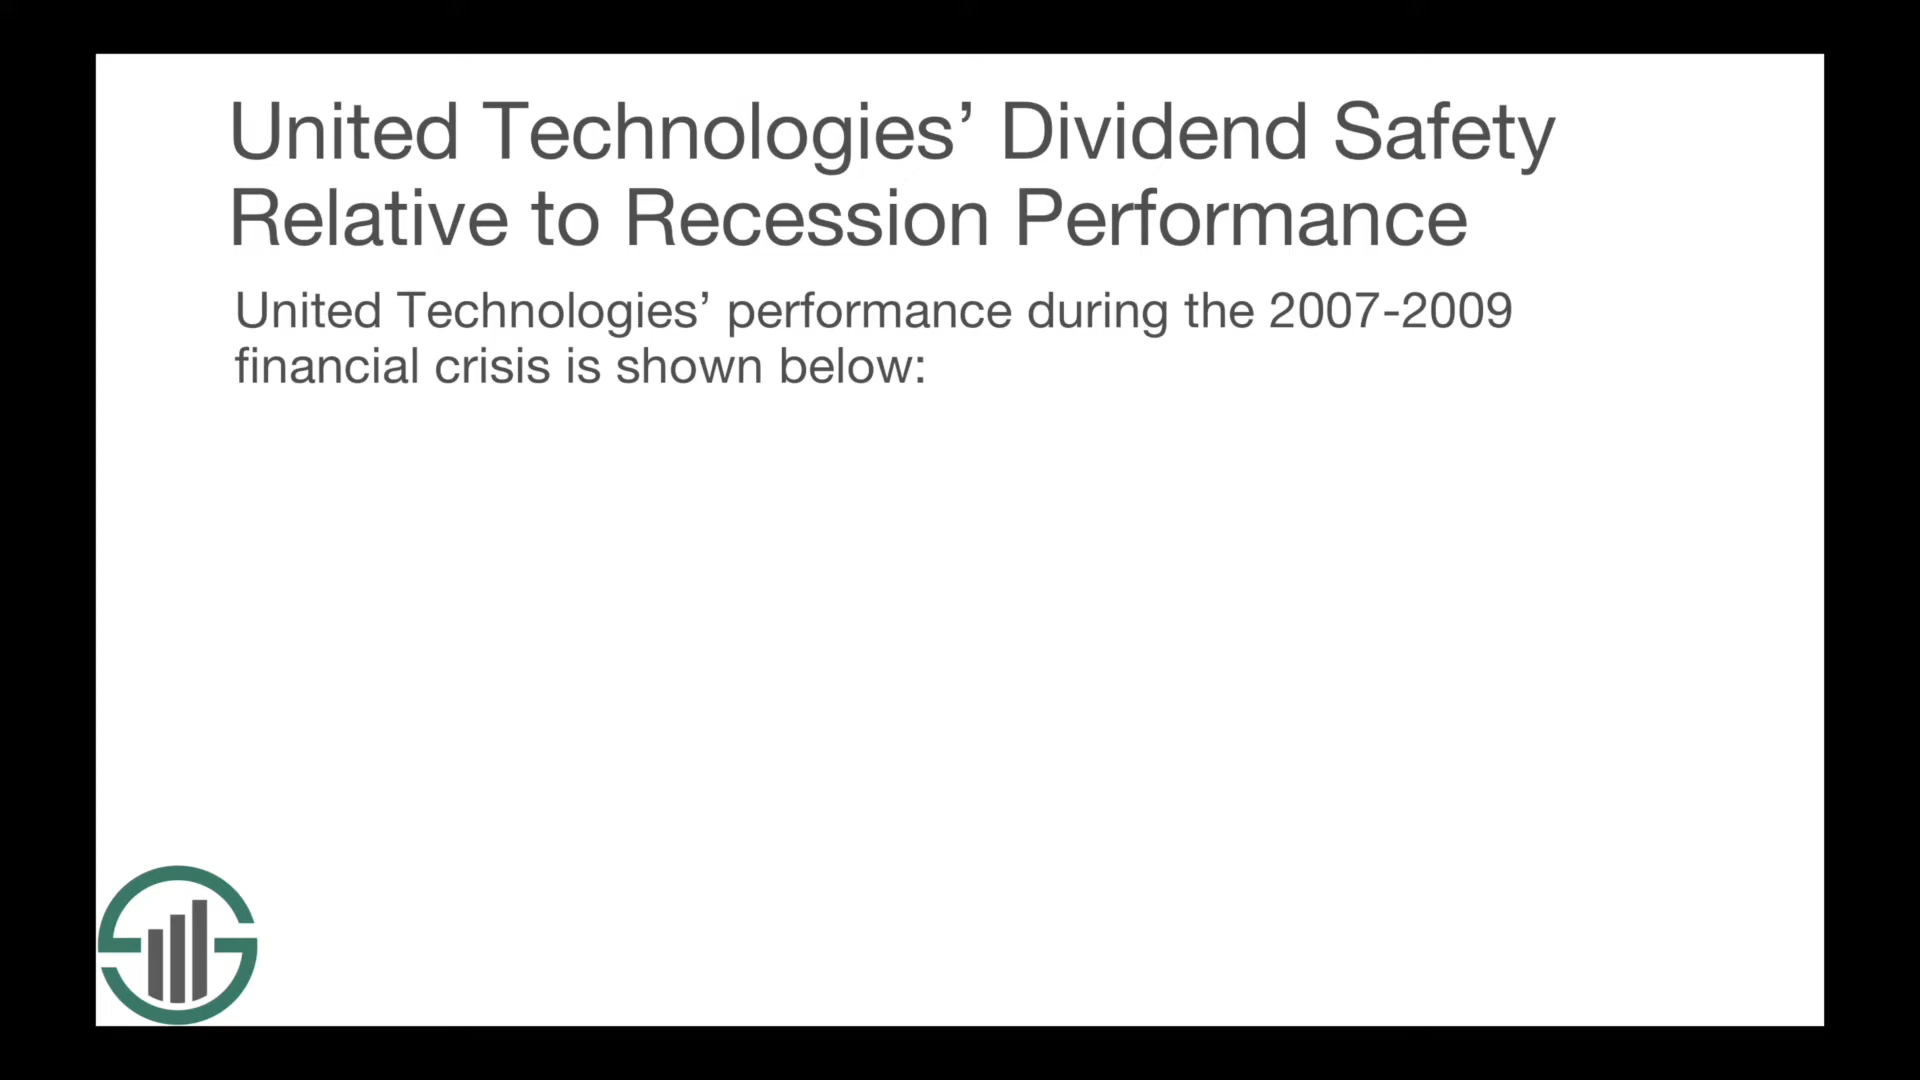 United Technologies’ Dividend Safety
Relative to Recession Performance
United Technologies’ performance during the 2007-2009
financial crisis is shown below: